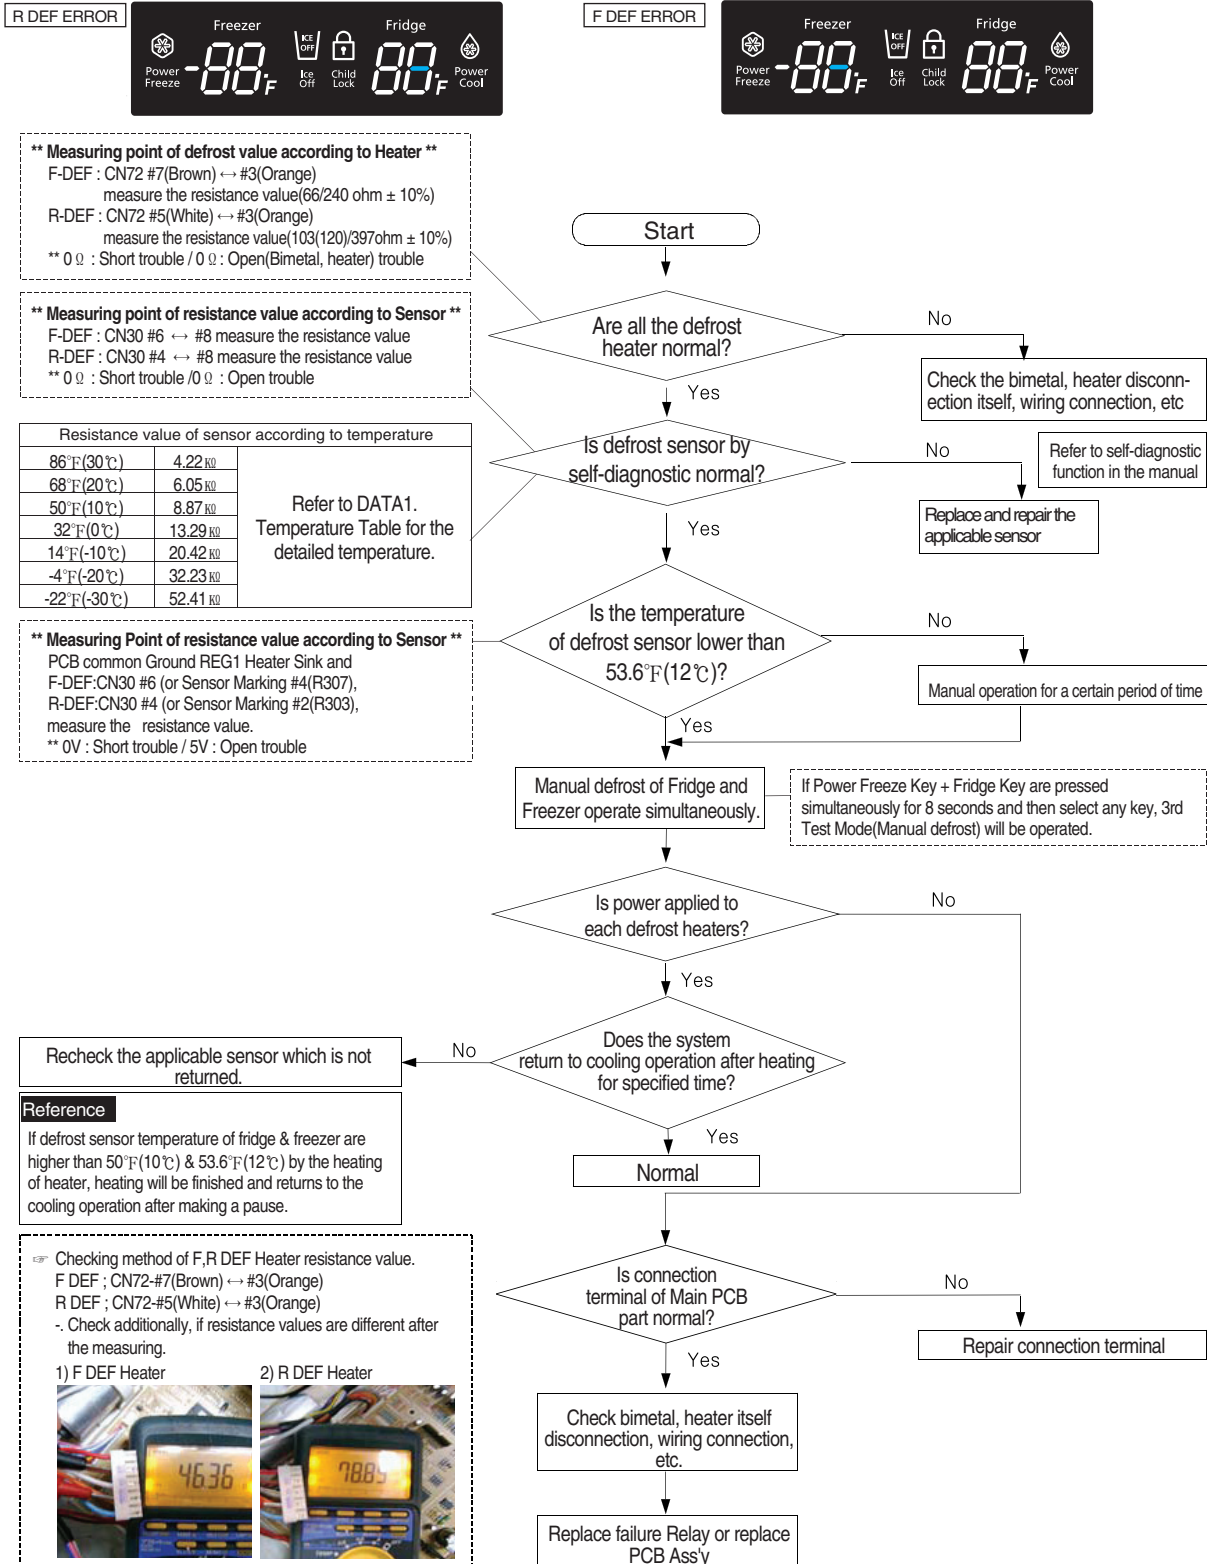 R DEF ERROR
Freezer
Fridge
ICE
OFF
-88°F
88°F
Power
Freeze
Ice
Off
Child
Lock
Power
Cool
F DEF ERROR
Freezer
Fridge
ICE
OFF
-88°F
88°F
Power
Freeze
Ice
Off
Child
Lock
Power
Cool
** Measuring point of defrost value according to Heater **
F-DEF : CN72 #7(Brown) ↔ #3(Orange)
measure the resistance value(66/240 ohm ± 10%)
R-DEF : CN72 #5(White) ↔ #3(Orange)
measure the resistance value(103(120)/397ohm ± 10%)
** 0 Ω : Short trouble / 0 Ω : Open(Bimetal, heater) trouble
** Measuring point of resistance value according to Sensor **
F-DEF : CN30 #6 ↔ #8 measure the resistance value
R-DEF : CN30 #4 ↔ #8 measure the resistance value
** 0 Ω : Short trouble /0 Ω : Open trouble
Resistance value of sensor according to temperature
86°F(30℃) 4.22 KΩ
68°F(20℃) 6.05 KΩ
50°F(10℃) 8.87 KΩ
32°F(0℃) 13.29 KΩ
14°F(-10℃) 20.42 KΩ
-4°F(-20℃) 32.23 KΩ
-22°F(-30℃) 52.41 KΩ
Refer to DATA1.
Temperature Table for the
detailed temperature.
** Measuring Point of resistance value according to Sensor **
PCB common Ground REG1 Heater Sink and
F-DEF:CN30 #6 (or Sensor Marking #4(R307),
R-DEF:CN30 #4 (or Sensor Marking #2(R303),
measure the resistance value.
** 0V : Short trouble / 5V : Open trouble
Start
Are all the defrost
heater normal?
No
Check the bimetal, heater disconn-
ection itself, wiring connection, etc
Yes
Is defrost sensor by
self-diagnostic normal?
No
Refer to self-diagnostic
function in the manual
Replace and repair the
applicable sensor
Yes
Is the temperature
of defrost sensor lower than
53.6°F(12℃)?
No
Manual operation for a certain period of time
Yes
Manual defrost of Fridge and
Freezer operate simultaneously.
If Power Freeze Key + Fridge Key are pressed
simultaneously for 8 seconds and then select any key, 3rd
Test Mode(Manual defrost) will be operated.
Is power applied to
each defrost heaters?
No
Yes
Does the system
return to cooling operation after heating
for specified time?
No
Recheck the applicable sensor which is not
returned.
Reference
If defrost sensor temperature of fridge & freezer are
higher than 50°F(10℃) & 53.6°F(12℃) by the heating
of heater, heating will be finished and returns to the
cooling operation after making a pause.
Yes
Normal
Is connection
terminal of Main PCB
part normal?
No
Repair connection terminal
Yes
Check bimetal, heater itself
disconnection, wiring connection,
etc.
Replace failure Relay or replace
PCB Ass'y
☞ Checking method of F,R DEF Heater resistance value.
F DEF ; CN72-#7(Brown) ↔ #3(Orange)
R DEF ; CN72-#5(White) ↔ #3(Orange)
-. Check additionally, if resistance values are different after
the measuring.
1) F DEF Heater
2) R DEF Heater
46.36
78.85